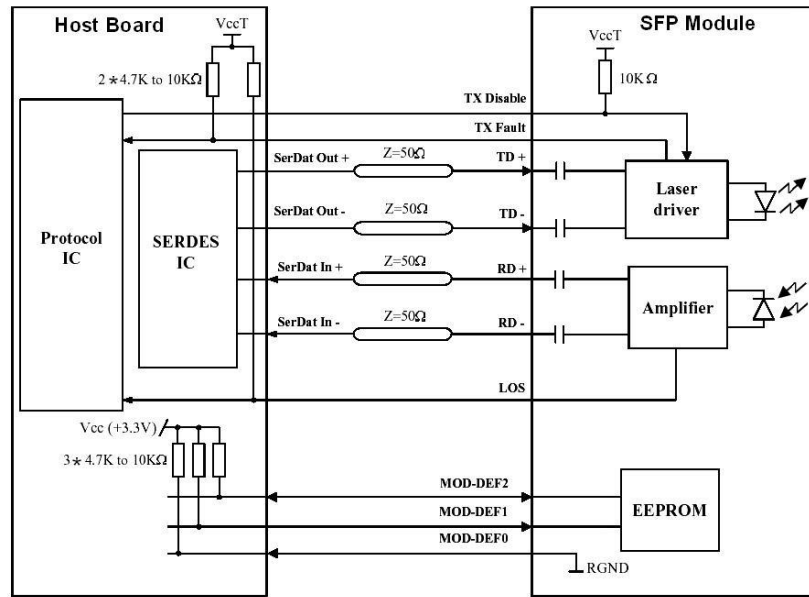 Host Board
SFP Module
VccT
VccT
2*4.7K to 10KΩ
10KΩ
TX Disable
TX Fault
SerDat Out +
Z=50Ω
TD +
SerDat Out -
Z=50Ω
TD -
Laser
driver
Protocol
IC
SERDES
IC
SerDat In +
Z=50Ω
RD +
SerDat In -
Z=50Ω
RD -
Amplifier
LOS
Vcc (+3.3V)
3*4.7K to 10KΩ
MOD-DEF2
MOD-DEF1
MOD-DEF0
EEPROM
RGND